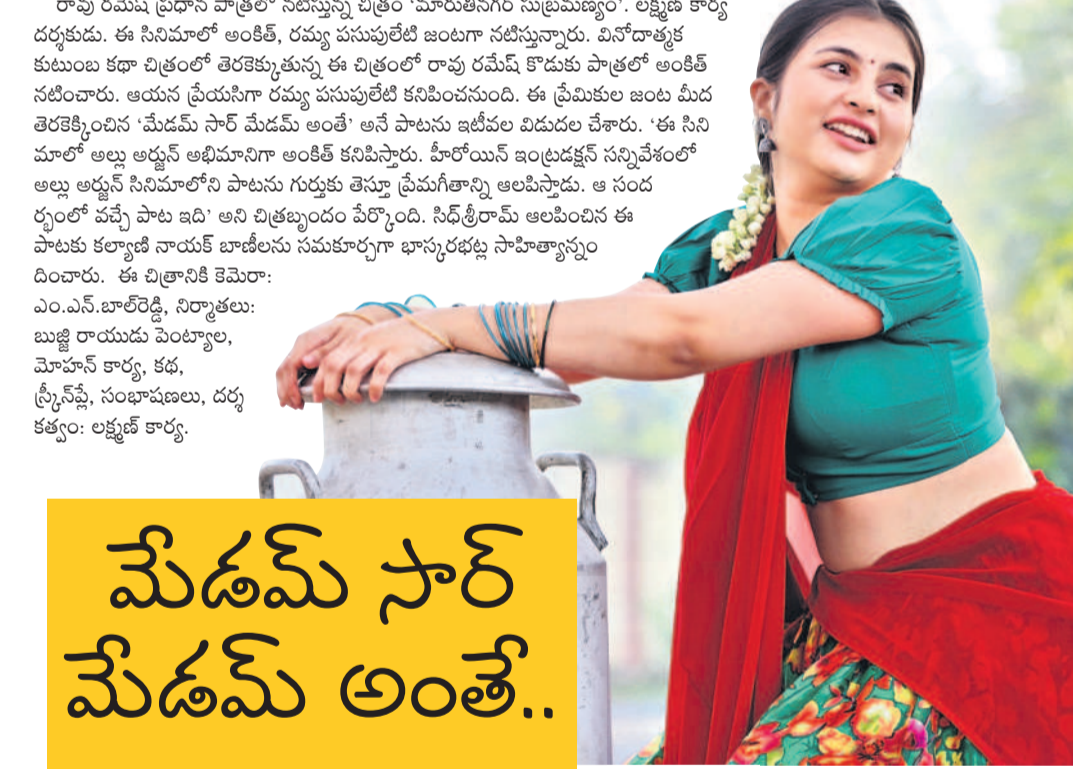 రావు రమేష్ ప్రధాన పాత్రలో నటిస్తున్న చిత్రం ‘మారుతీనగర్ సుబ్రమణ్యం’. లక్ష్మణ్ కార్య
దర్శకుడు. ఈ సినిమాలో అంకిత్, రమ్య పసుపులేటి జంటగా నటిస్తున్నారు. వినోదాత్మక
కుటుంబ కథా చిత్రంలో తెరకెక్కుతున్న ఈ చిత్రంలో రావు రమేష్ కొడుకు పాత్రలో అంకిత్
నటించారు. ఆయన ప్రేయసిగా రమ్య పసుపులేటి కనిపించనుంది. ఈ ప్రేమికుల జంట మీద
తెరకెక్కించిన ‘మేడమ్ సార్ మేడమ్ అంతే’ అనే పాటను ఇటీవల విడుదల చేశారు. ‘ఈ సిని
మాలో అల్లు అర్జున్ అభిమానిగా అంకిత్ కనిపిస్తారు. హీరోయిన్ ఇంట్రడక్షన్ సన్నివేశంలో
అల్లు అర్జున్ సినిమాలోని పాటను గుర్తుకు తెస్తూ ప్రేమగీతాన్ని ఆలపిస్తాడు. ఆ సంద
ర్భంలో వచ్చే పాట ఇది’ అని చిత్రబృందం పేర్కొంది. సిధ్‌శ్రీరామ్ ఆలపించిన ఈ
పాటకు కల్యాణి నాయక్ బాణీలను సమకూర్చగా భాస్కరభట్ల సాహిత్యాన్నం
దించారు. ఈ చిత్రానికి కెమెరా:
ఎం.ఎన్.బాల్‌రెడ్డి, నిర్మాతలు:
బుజ్జి రాయుడు పెంట్యాల,
మోహన్ కార్య, కథ,
స్క్రీన్‌ప్లే, సంభాషణలు, దర్శ
కత్వం: లక్ష్మణ్ కార్య.
మేడమ్ సార్
మేడమ్ అంతే..